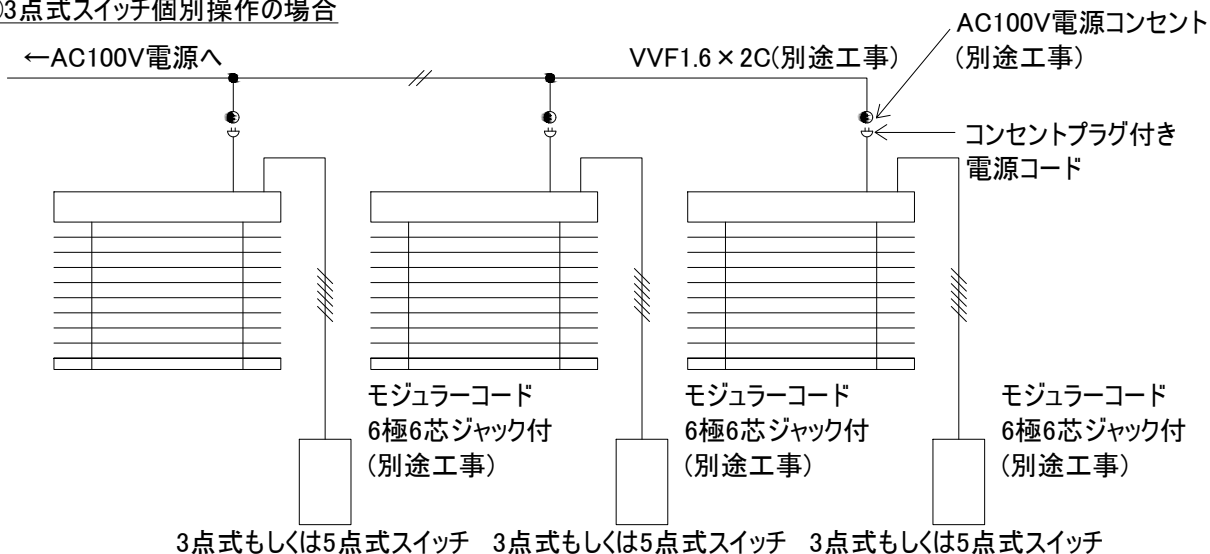 3点式スイッチ個別操作の場合
←AC100V電源へ
VVF1.6×2C(別途工事)
AC100V電源コンセント
(別途工事)
コンセントプラグ付き
電源コード
モジュラーコード
6極6芯ジャック付
(別途工事)
モジュラーコード
6極6芯ジャック付
(別途工事)
モジュラーコード
6極6芯ジャック付
(別途工事)
3点式もしくは5点式スイッチ
3点式もしくは5点式スイッチ
3点式もしくは5点式スイッチ